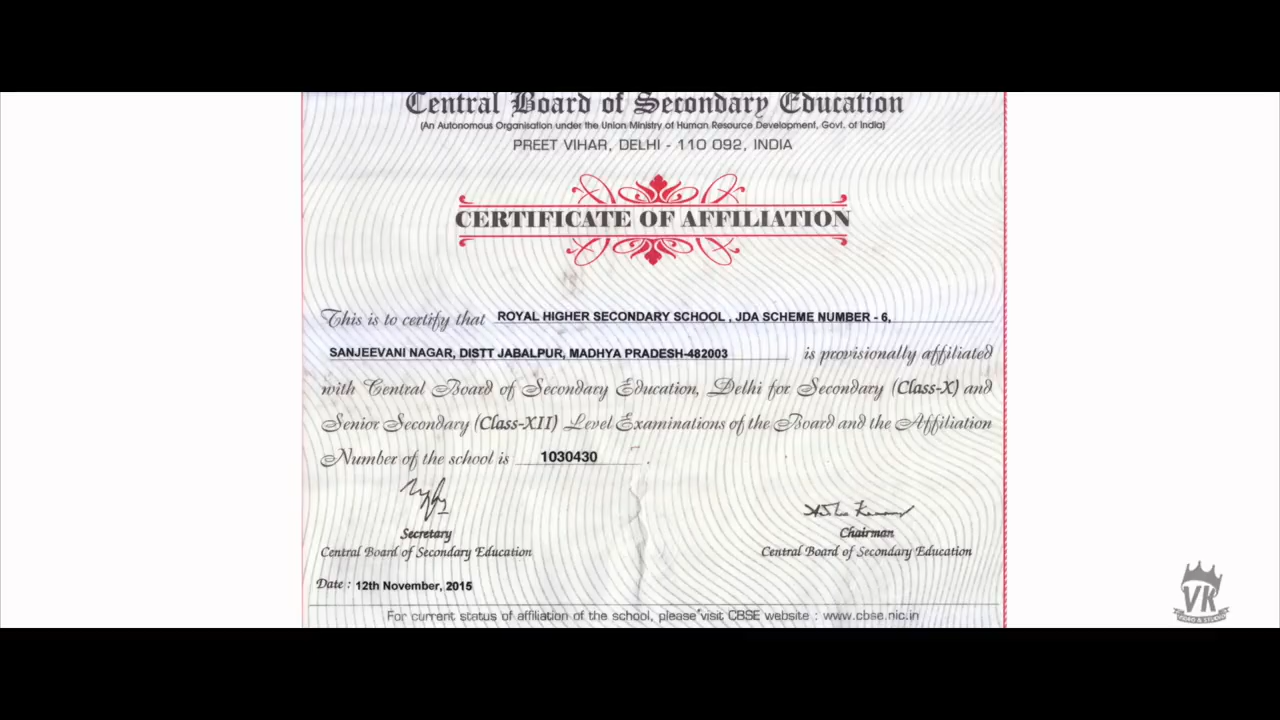 Central Board of Secondary Education
(An Autonomous Organisation under the Union Ministry of Human Resource Development, Govt. of India)
PREET VIHAR, DELHI - 110 092, INDIA
CERTIFICATE OF AFFILIATION
This is to certify that ROYAL HIGHER SECONDARY SCHOOL , JDA SCHEME NUMBER - 6,
SANJEEVANI NAGAR, DISTT JABALPUR, MADHYA PRADESH-482003 is provisionally affiliated
with Central Board of Secondary Education, Delhi for Secondary (Class-X) and
Senior Secondary (Class-XII) Level Examinations of the Board and the Affiliation
Number of the school is 1030430 .
Secretary
Chairman
Central Board of Secondary Education
Central Board of Secondary Education
Date : 12th November, 2015
For current status of affiliation of the school, please visit CBSE website : www.cbse.nic.in
VK